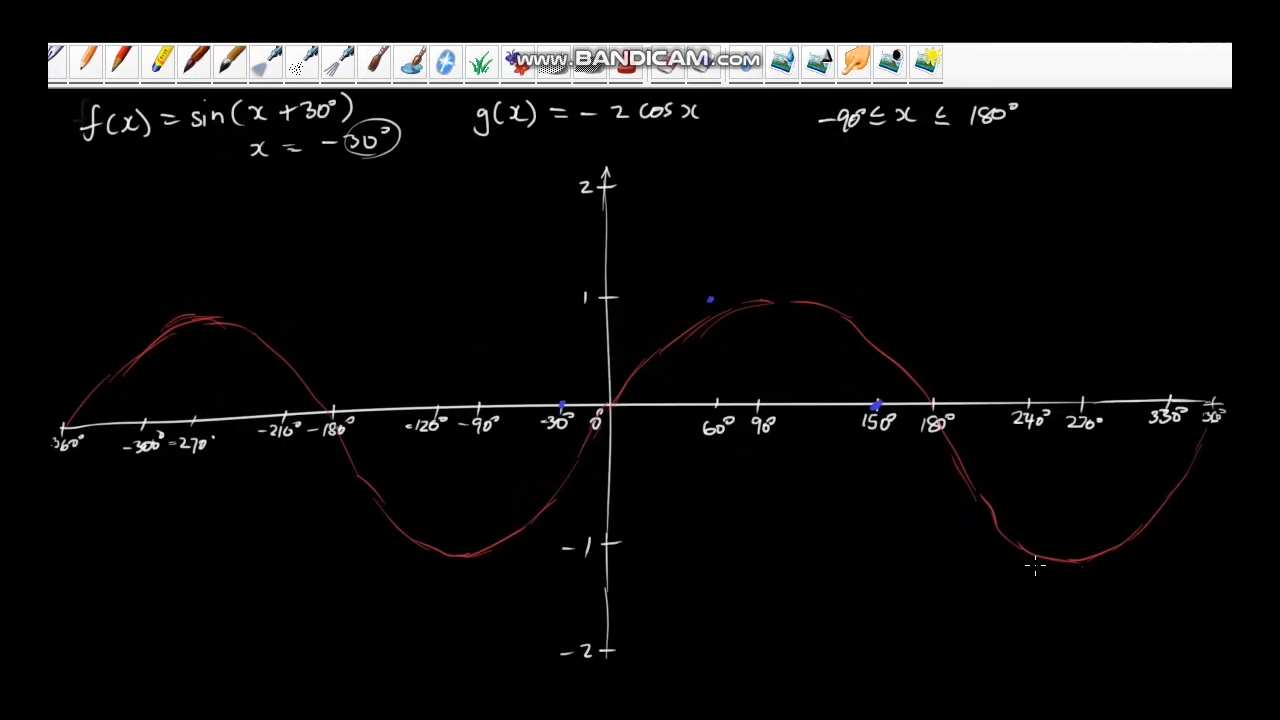 www.BANDICAM.com
f(x) = sin(x + 30°) g(x) = - 2 cos x -90° ≤ x ≤ 180°
x = -30°
2
1
-360° -300° -270° -210° -180° -120° -90° -30° 0° 60° 90° 150° 180° 240° 270° 330° 36°
-1
-2